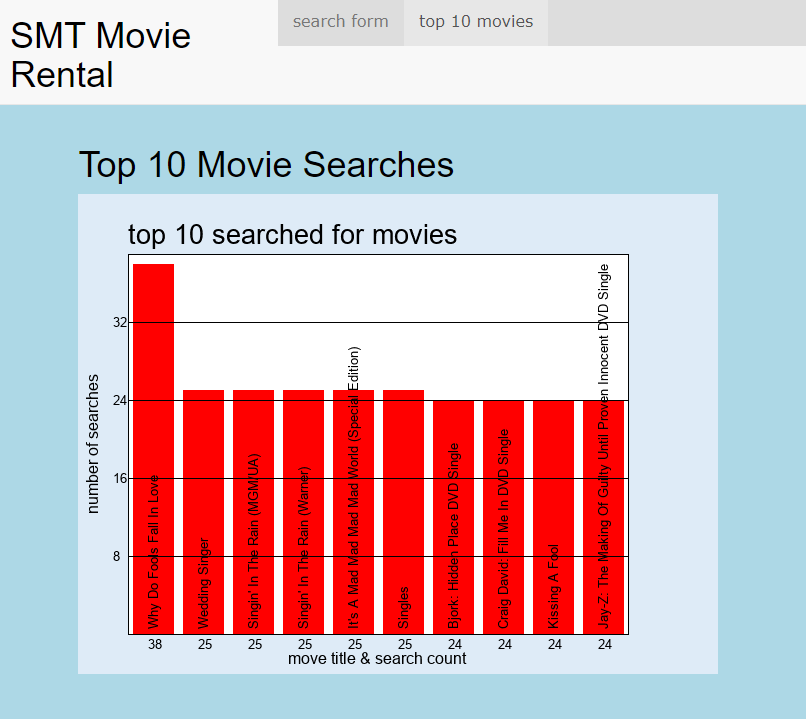 SMT Movie
Rental
search form
top 10 movies
Top 10 Movie Searches
top 10 searched for movies
number of searches
32
24
16
8
Why Do Fools Fall In Love
Wedding Singer
Singin' In The Rain (MGM/UA)
Singin' In The Rain (Warner)
It's A Mad Mad Mad Mad World (Special Edition)
Singles
Bjork: Hidden Place DVD Single
Craig David: Fill Me In DVD Single
Kissing A Fool
Jay-Z: The Making Of Guilty Until Proven Innocent DVD Single
38 25 25 25 25 25 24 24 24 24
move title & search count